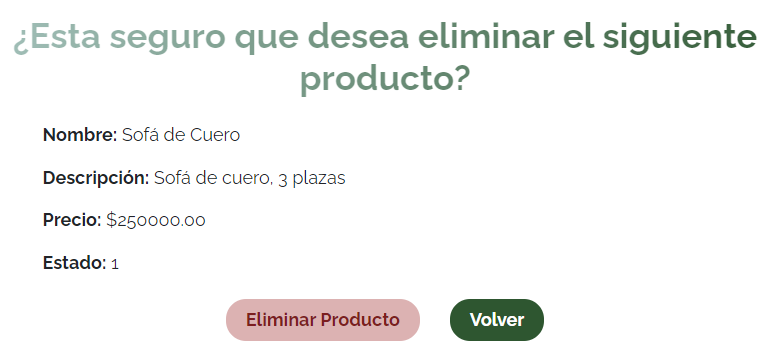 ¿Esta seguro que desea eliminar el siguiente
producto?
Nombre: Sofá de Cuero
Descripción: Sofá de cuero, 3 plazas
Precio: $250000.00
Estado: 1
Eliminar Producto Volver